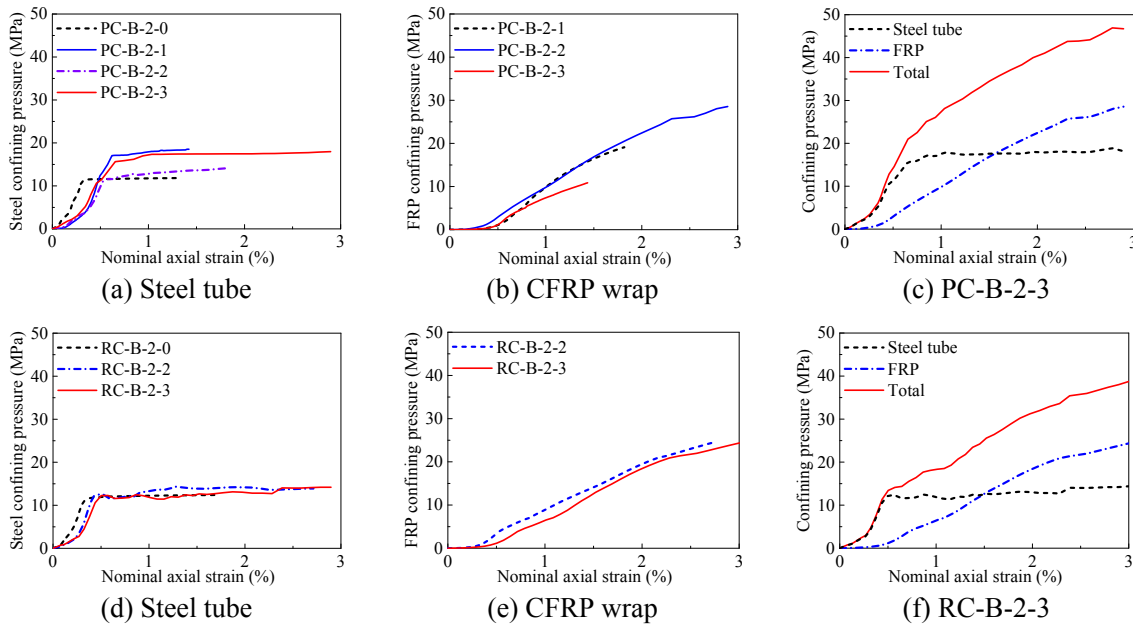 Steel confining pressure (MPa)
50
40
30
20
10
0
PC-B-2-0
PC-B-2-1
PC-B-2-2
PC-B-2-3
0 1 2 3
Nominal axial strain (%)
(a) Steel tube
FRP confining pressure (MPa)
50
40
30
20
10
0
PC-B-2-1
PC-B-2-2
PC-B-2-3
0 1 2 3
Nominal axial strain (%)
(b) CFRP wrap
Confining pressure (MPa)
50
40
30
20
10
0
Steel tube
FRP
Total
0 1 2 3
Nominal axial strain (%)
(c) PC-B-2-3
Steel confining pressure (MPa)
50
40
30
20
10
0
RC-B-2-0
RC-B-2-2
RC-B-2-3
0 1 2 3
Nominal axial strain (%)
(d) Steel tube
FRP confining pressure (MPa)
50
40
30
20
10
0
RC-B-2-2
RC-B-2-3
0 1 2 3
Nominal axial strain (%)
(e) CFRP wrap
Confining pressure (MPa)
50
40
30
20
10
0
Steel tube
FRP
Total
0 1 2 3
Nominal axial strain (%)
(f) RC-B-2-3